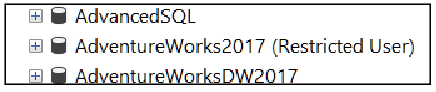 AdvancedSQL
AdventureWorks2017 (Restricted User)
AdventureWorksDW2017